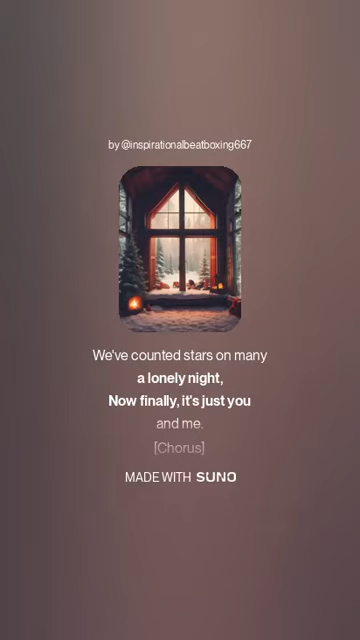 by @inspirationalbeatboxing667
We've counted stars on many
a lonely night,
Now finally, it's just you
and me.
[Chorus]
MADE WITH SUNO